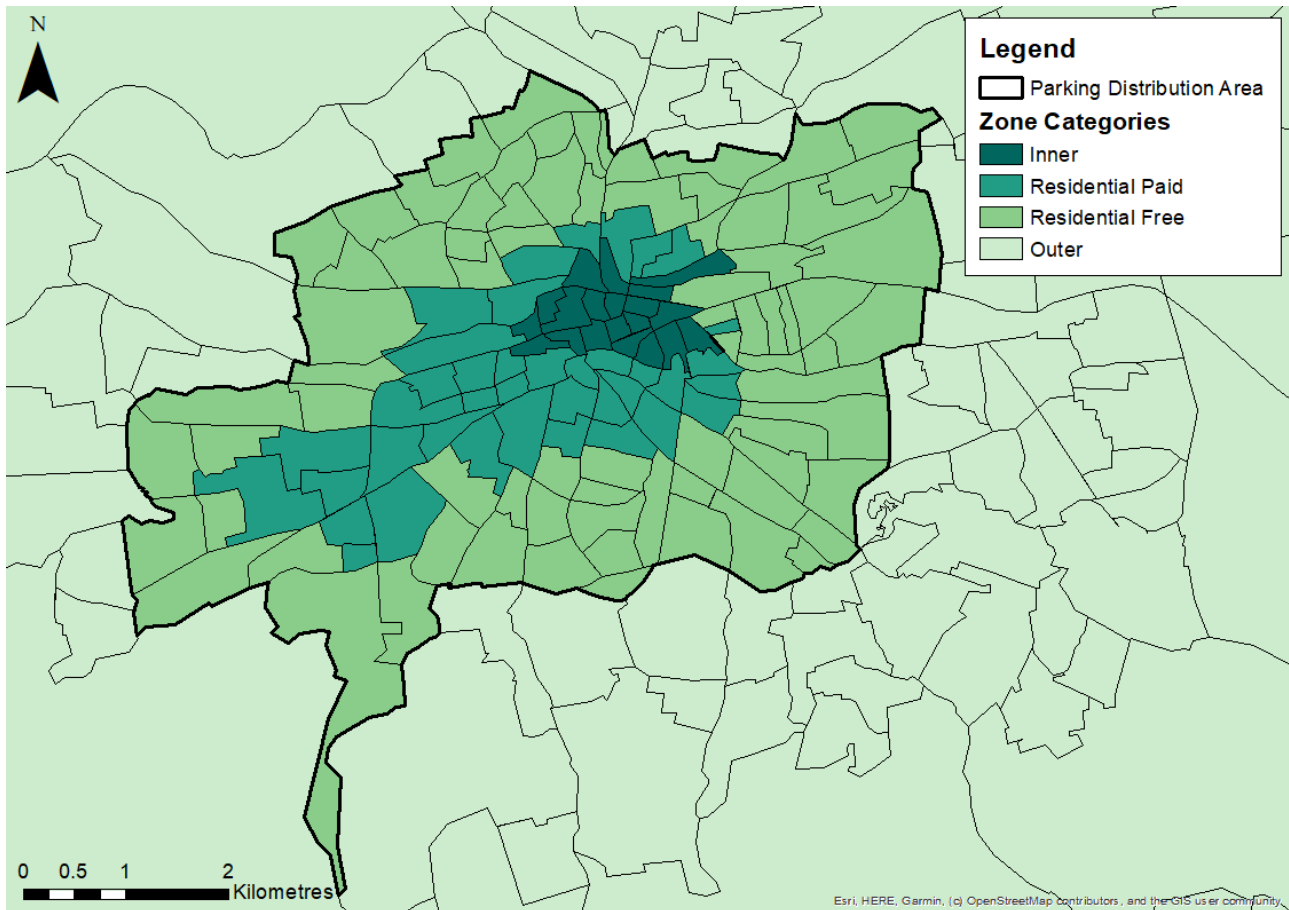 N
Legend
Parking Distribution Area
Zone Categories
Inner
Residential Paid
Residential Free
Outer
0 0.5 1 2
Kilometres
Esri, HERE, Garmin, (c) OpenStreetMap contributors, and the GIS user community